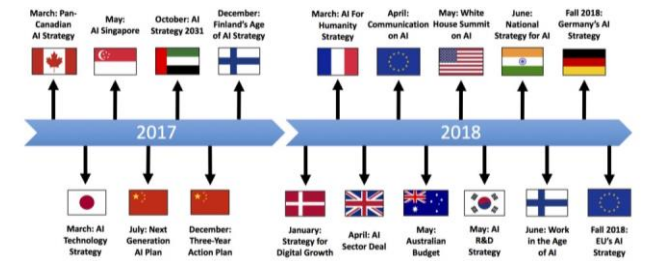 March: Pan-
Canadian
AI Strategy
May:
AI Singapore
October: AI
Strategy 2031
December:
Finland's Age
of AI Strategy
March: AI For
Humanity
Strategy
April:
Communication
on AI
May: White
House Summit
on AI
June:
National
Strategy for AI
Fall 2018:
Germany's AI
Strategy
2017
2018
March: AI
Technology
Strategy
July: Next
Generation
AI Plan
December:
Three-Year
Action Plan
January:
Strategy for
Digital Growth
April: AI
Sector Deal
May:
Australian
Budget
May: AI
R&D
Strategy
June: Work
in the Age
of AI
Fall 2018:
EU's AI
Strategy